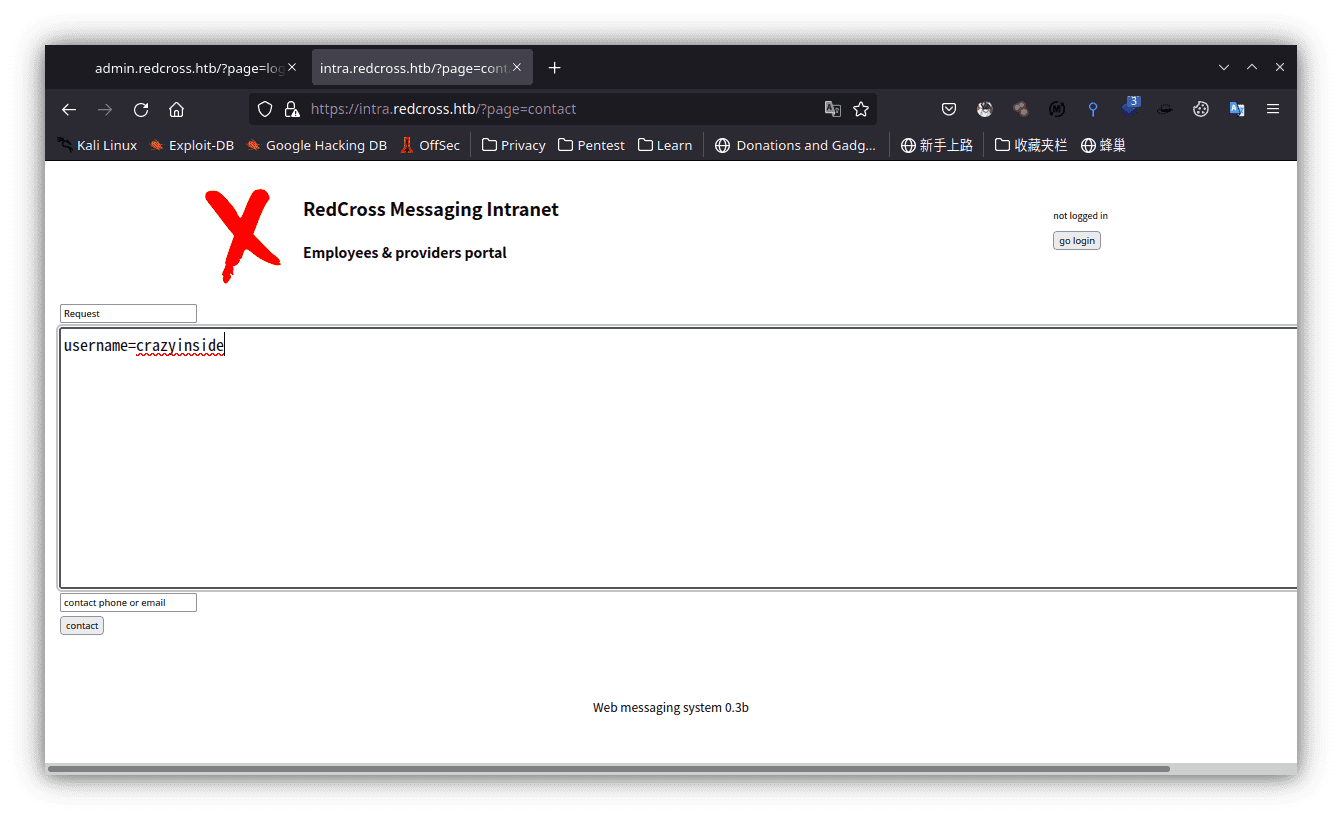 admin.redcross.htb/?page=log
intra.redcross.htb/?page=cont
https://intra.redcross.htb/?page=contact
3
Kali Linux Exploit-DB Google Hacking DB OffSec Privacy Pentest Learn Donations and Gadg... 新手上路 收藏夹栏 蜂巢
RedCross Messaging Intranet
not logged in
go login
Employees & providers portal
Request
username=crazyinside
contact phone or email
contact
Web messaging system 0.3b